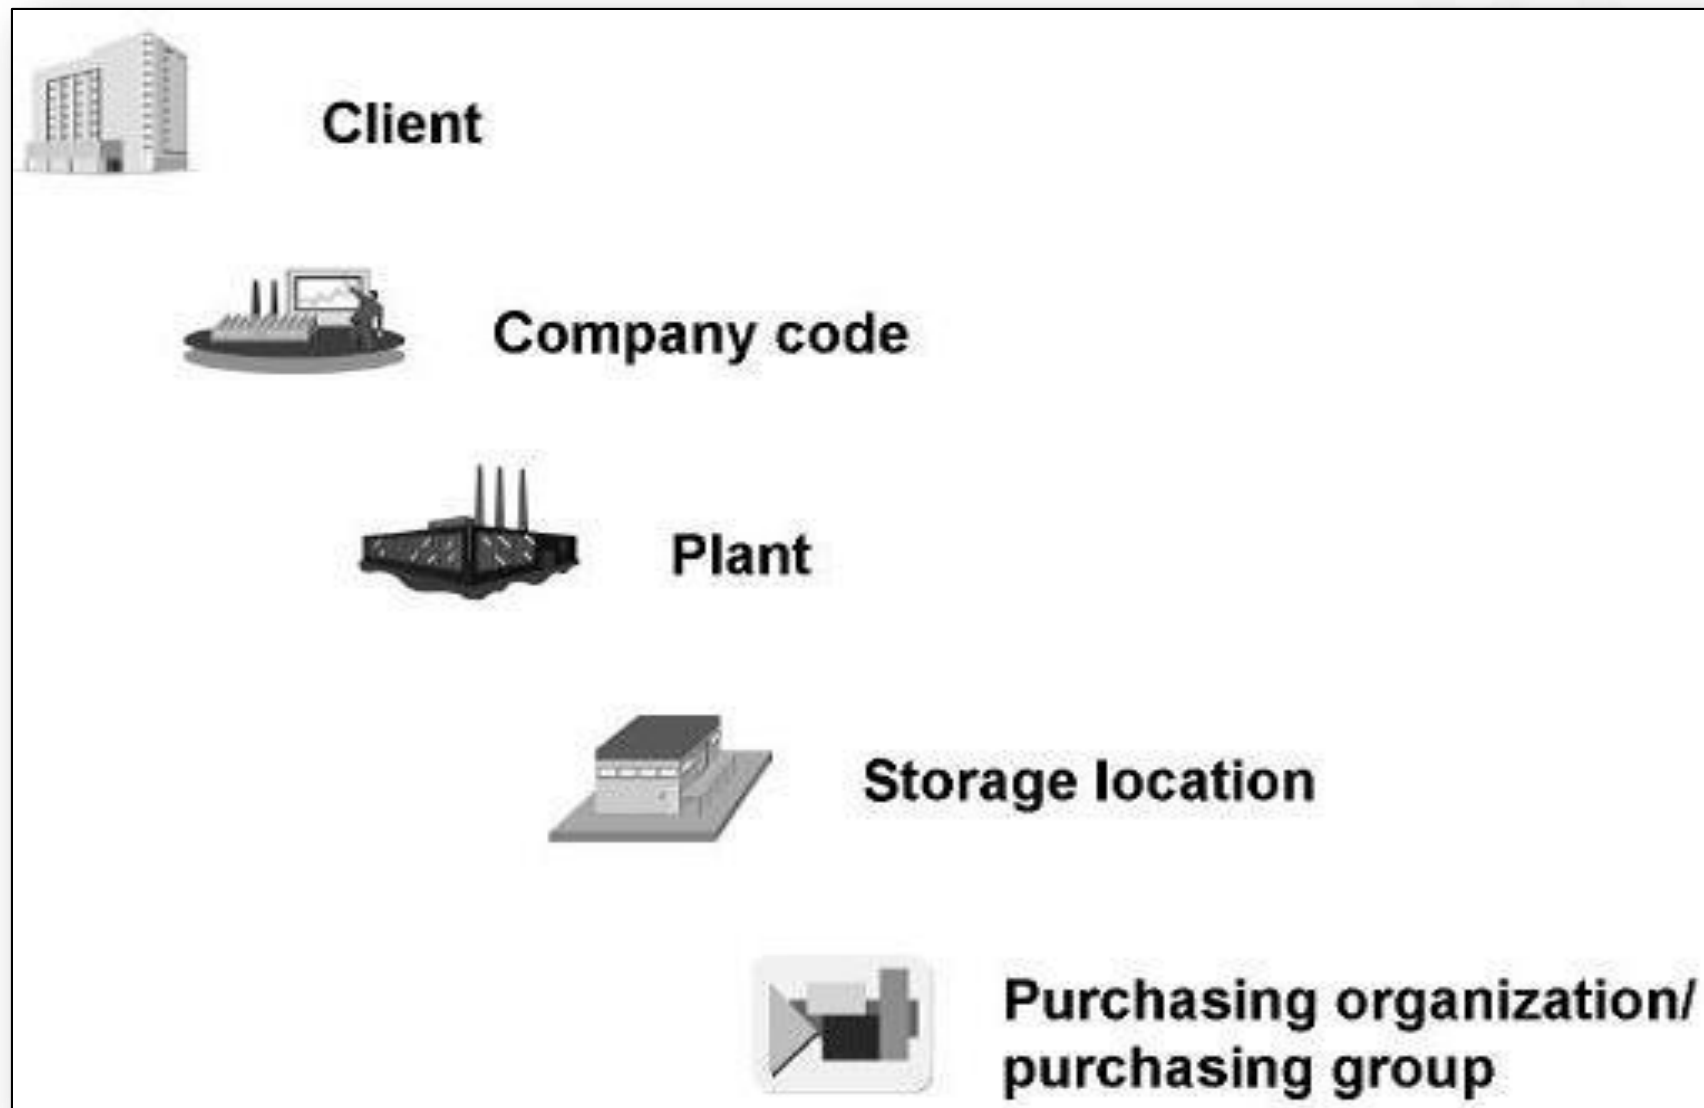 Client
Company code
Plant
Storage location
Purchasing organization/
purchasing group